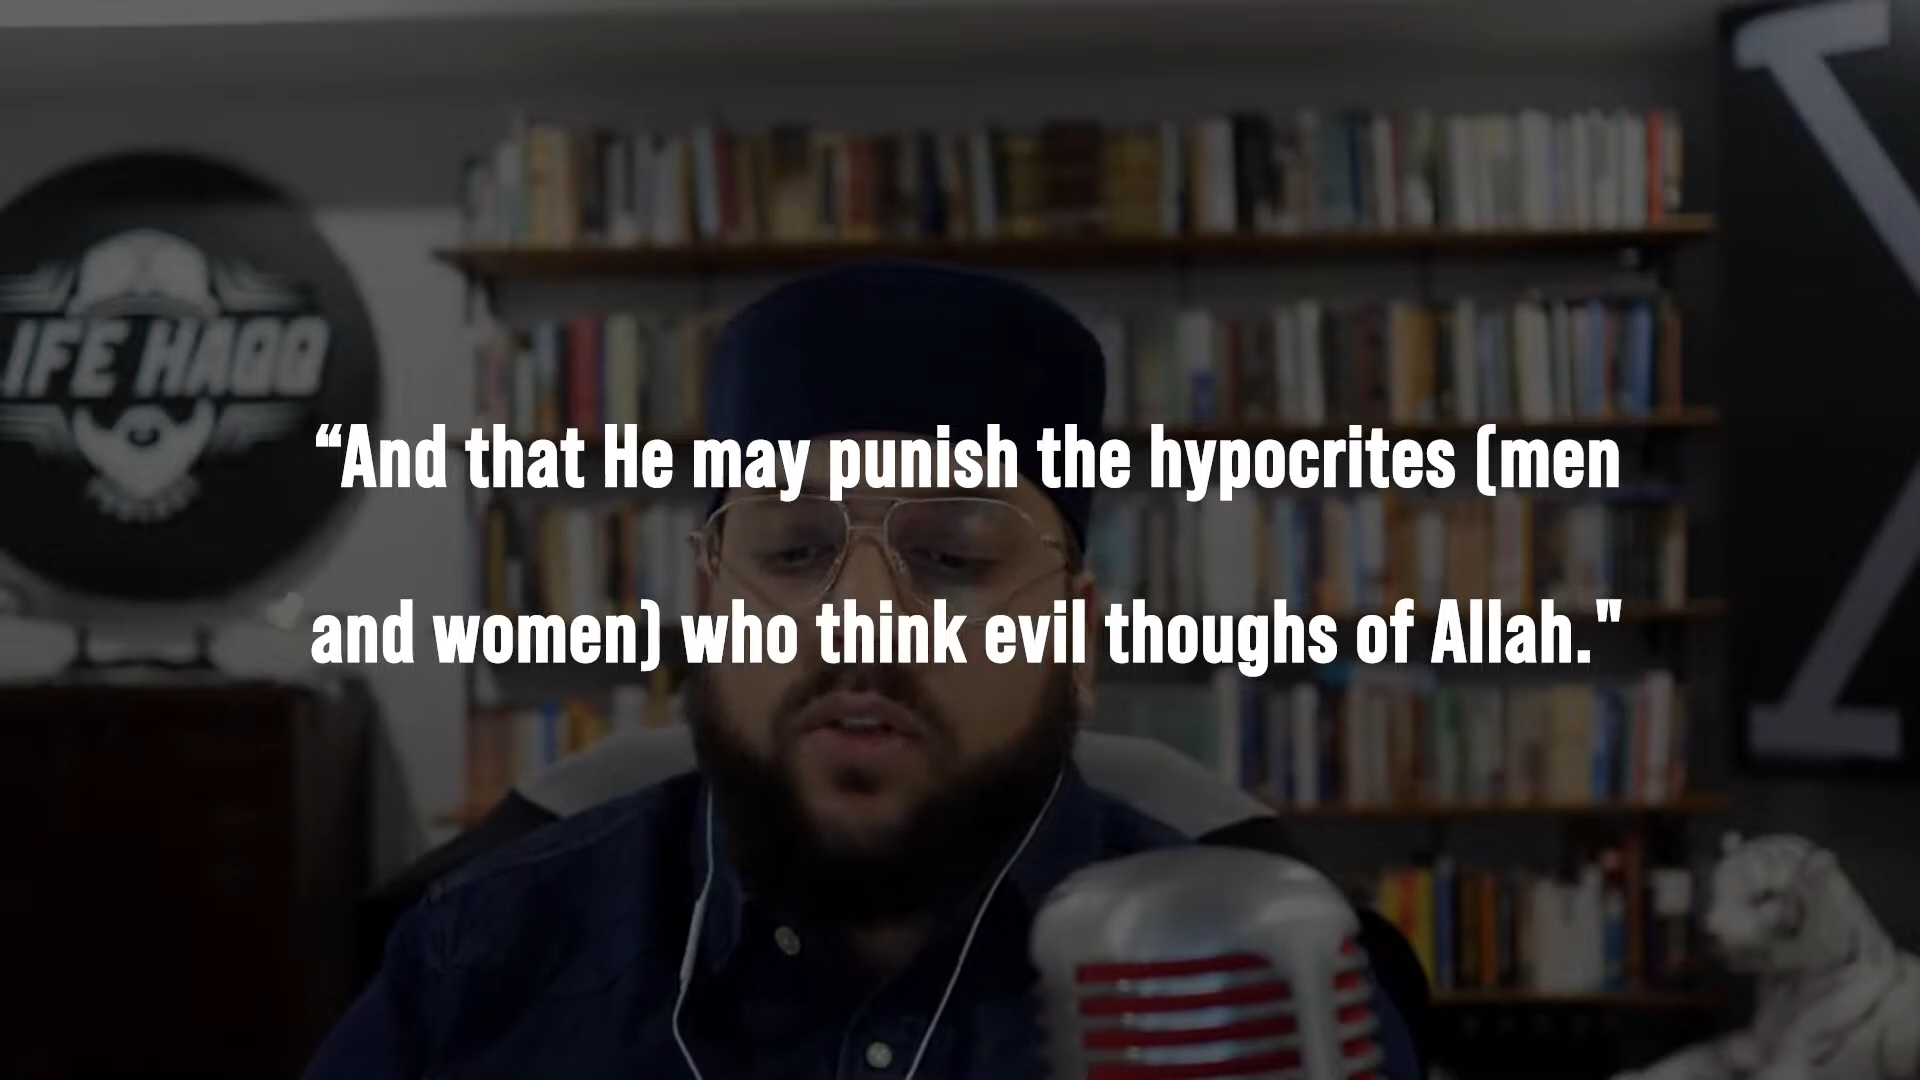 IFE HAQQ
“And that He may punish the hypocrites (men
and women) who think evil thoughs of Allah."